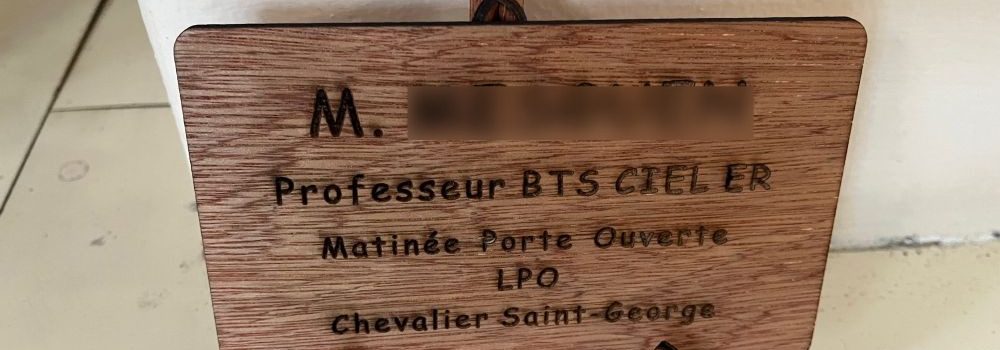 M.
Professeur BTS CIEL ER
Matinée Porte Ouverte
LPO
Chevalier Saint-George